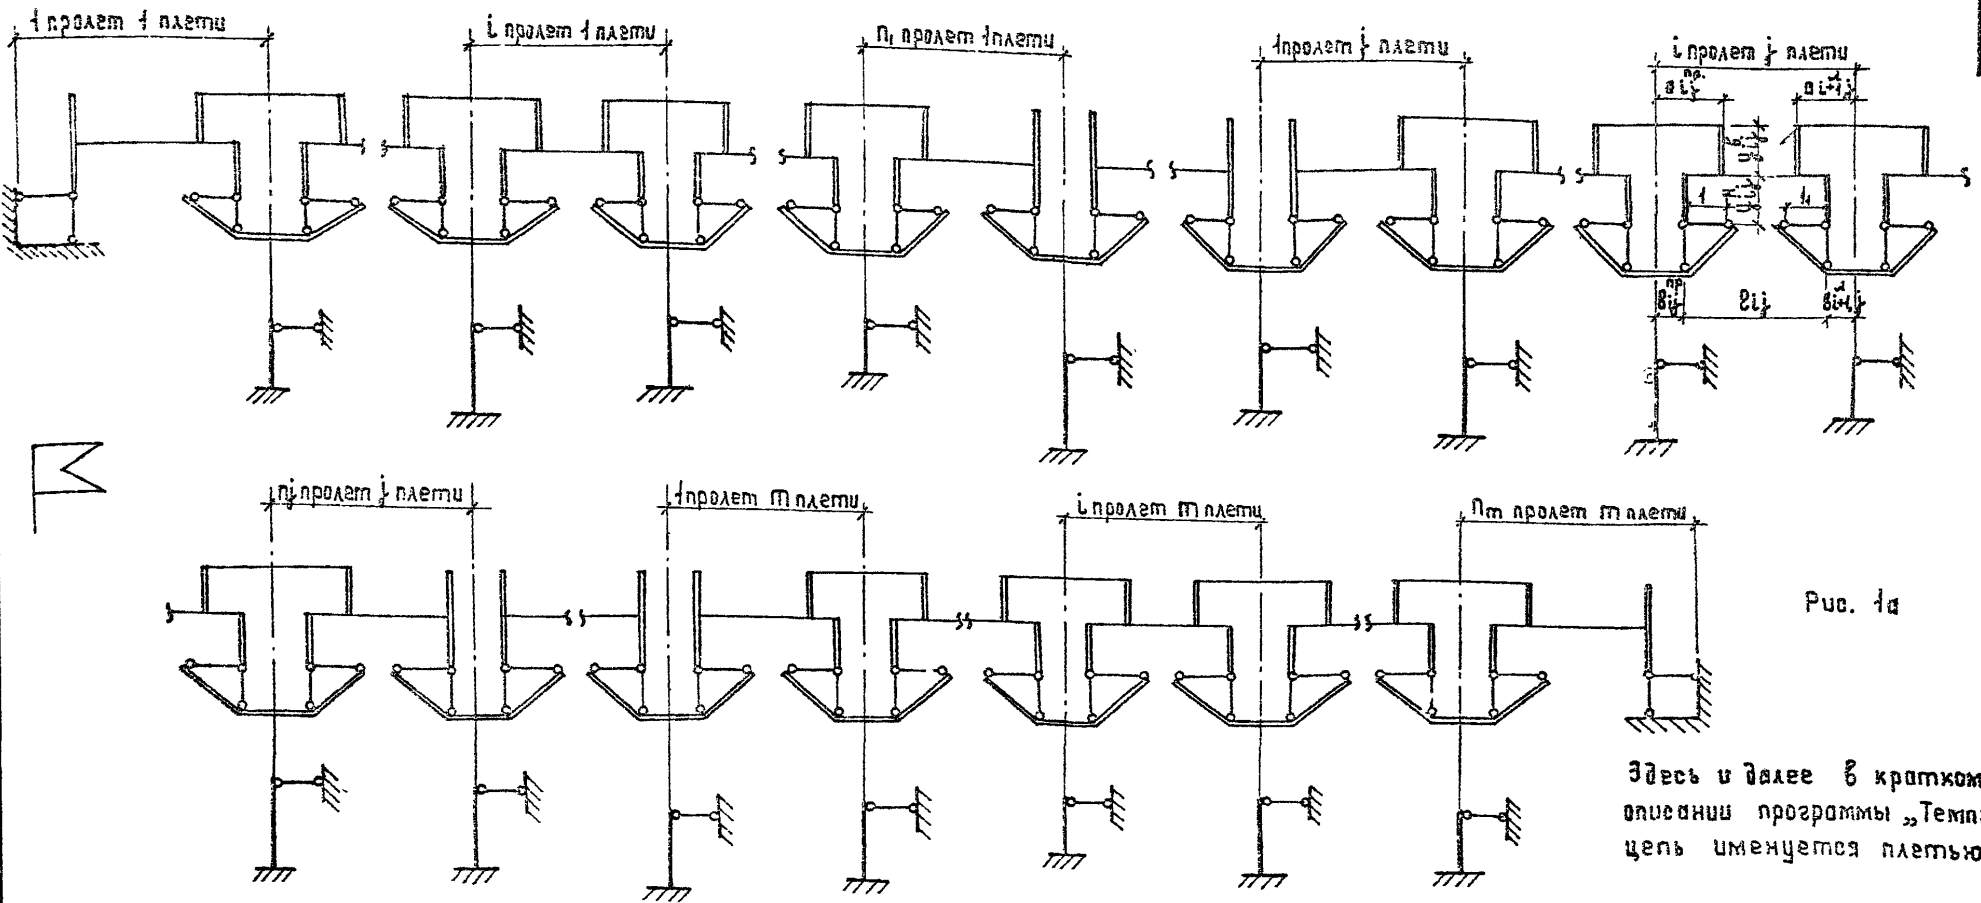 1 пролет 1 плети
i пролет 1 плети
n₁ пролет 1 плети
1 пролет j плети
i пролет j плети
nj пролет j плети
1 пролет m плети
i пролет m плети
nm пролет m плети
Рис. 1а
Здесь и далее в кратком
описании программы „Темп
цепь именуется плетью